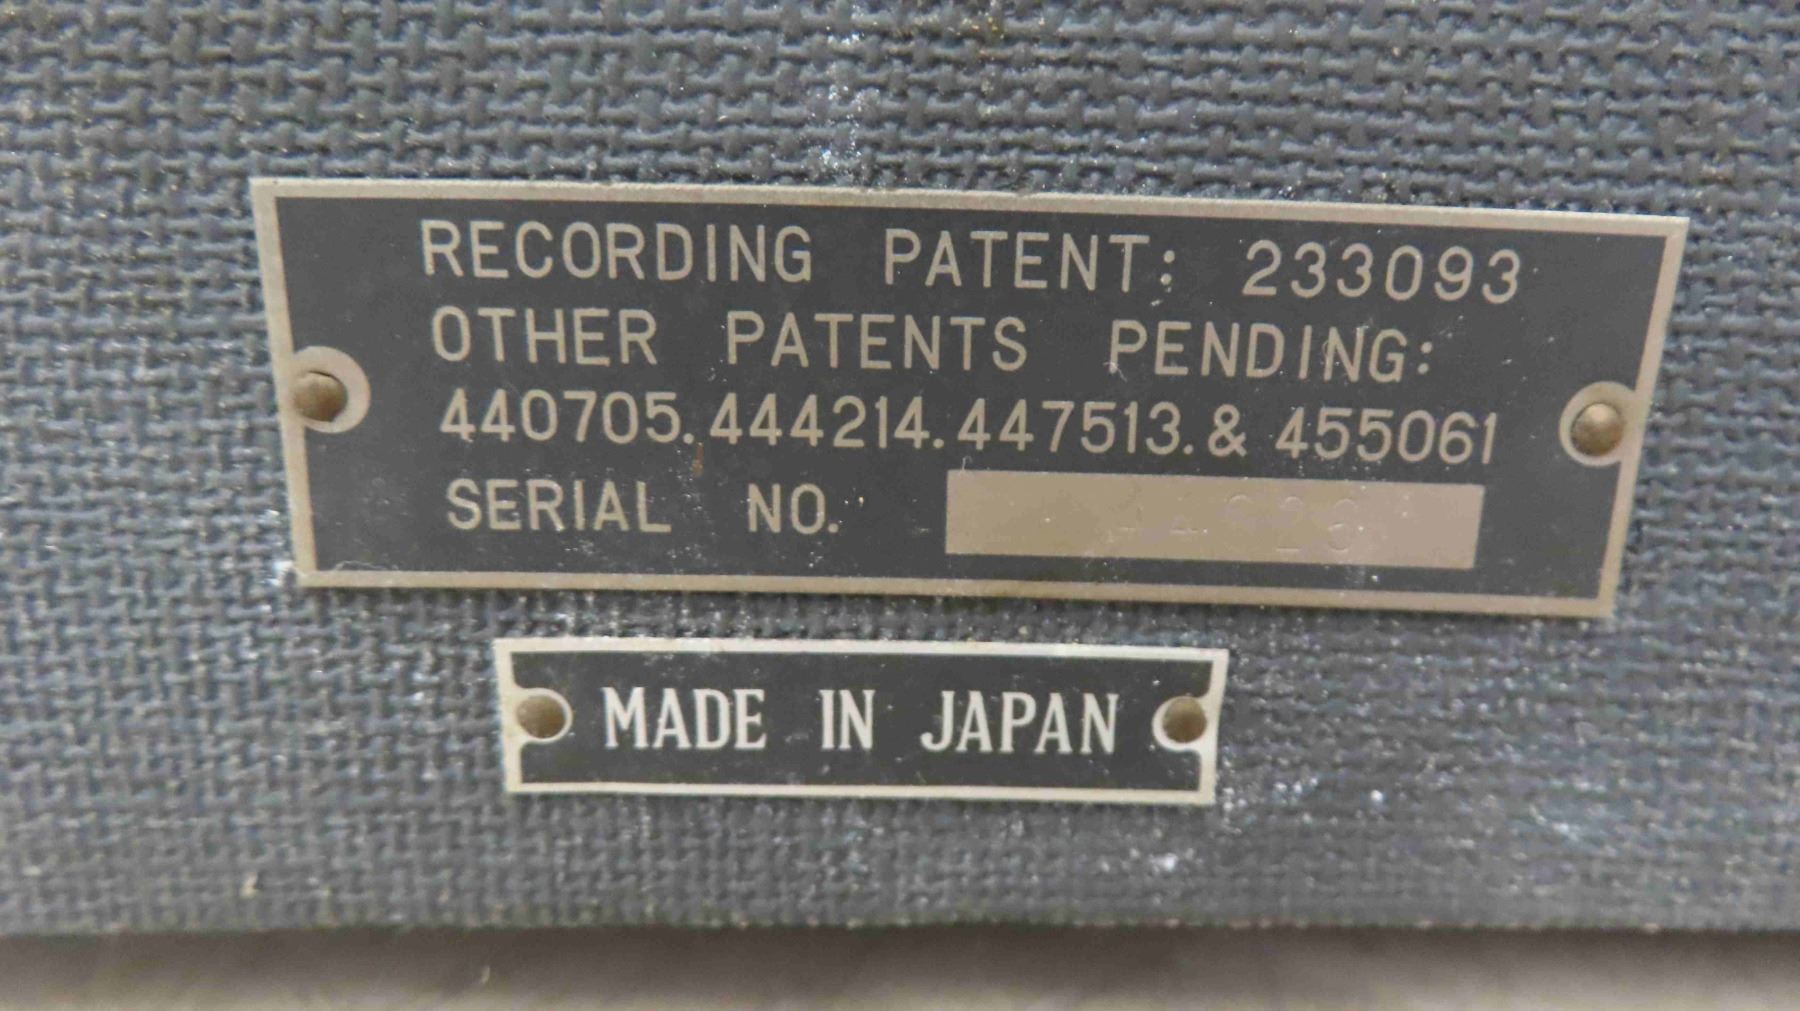 RECORDING PATENT: 233093
OTHER PATENTS PENDING:
440705. 444214. 447513. & 455061
SERIAL NO.
MADE IN JAPAN